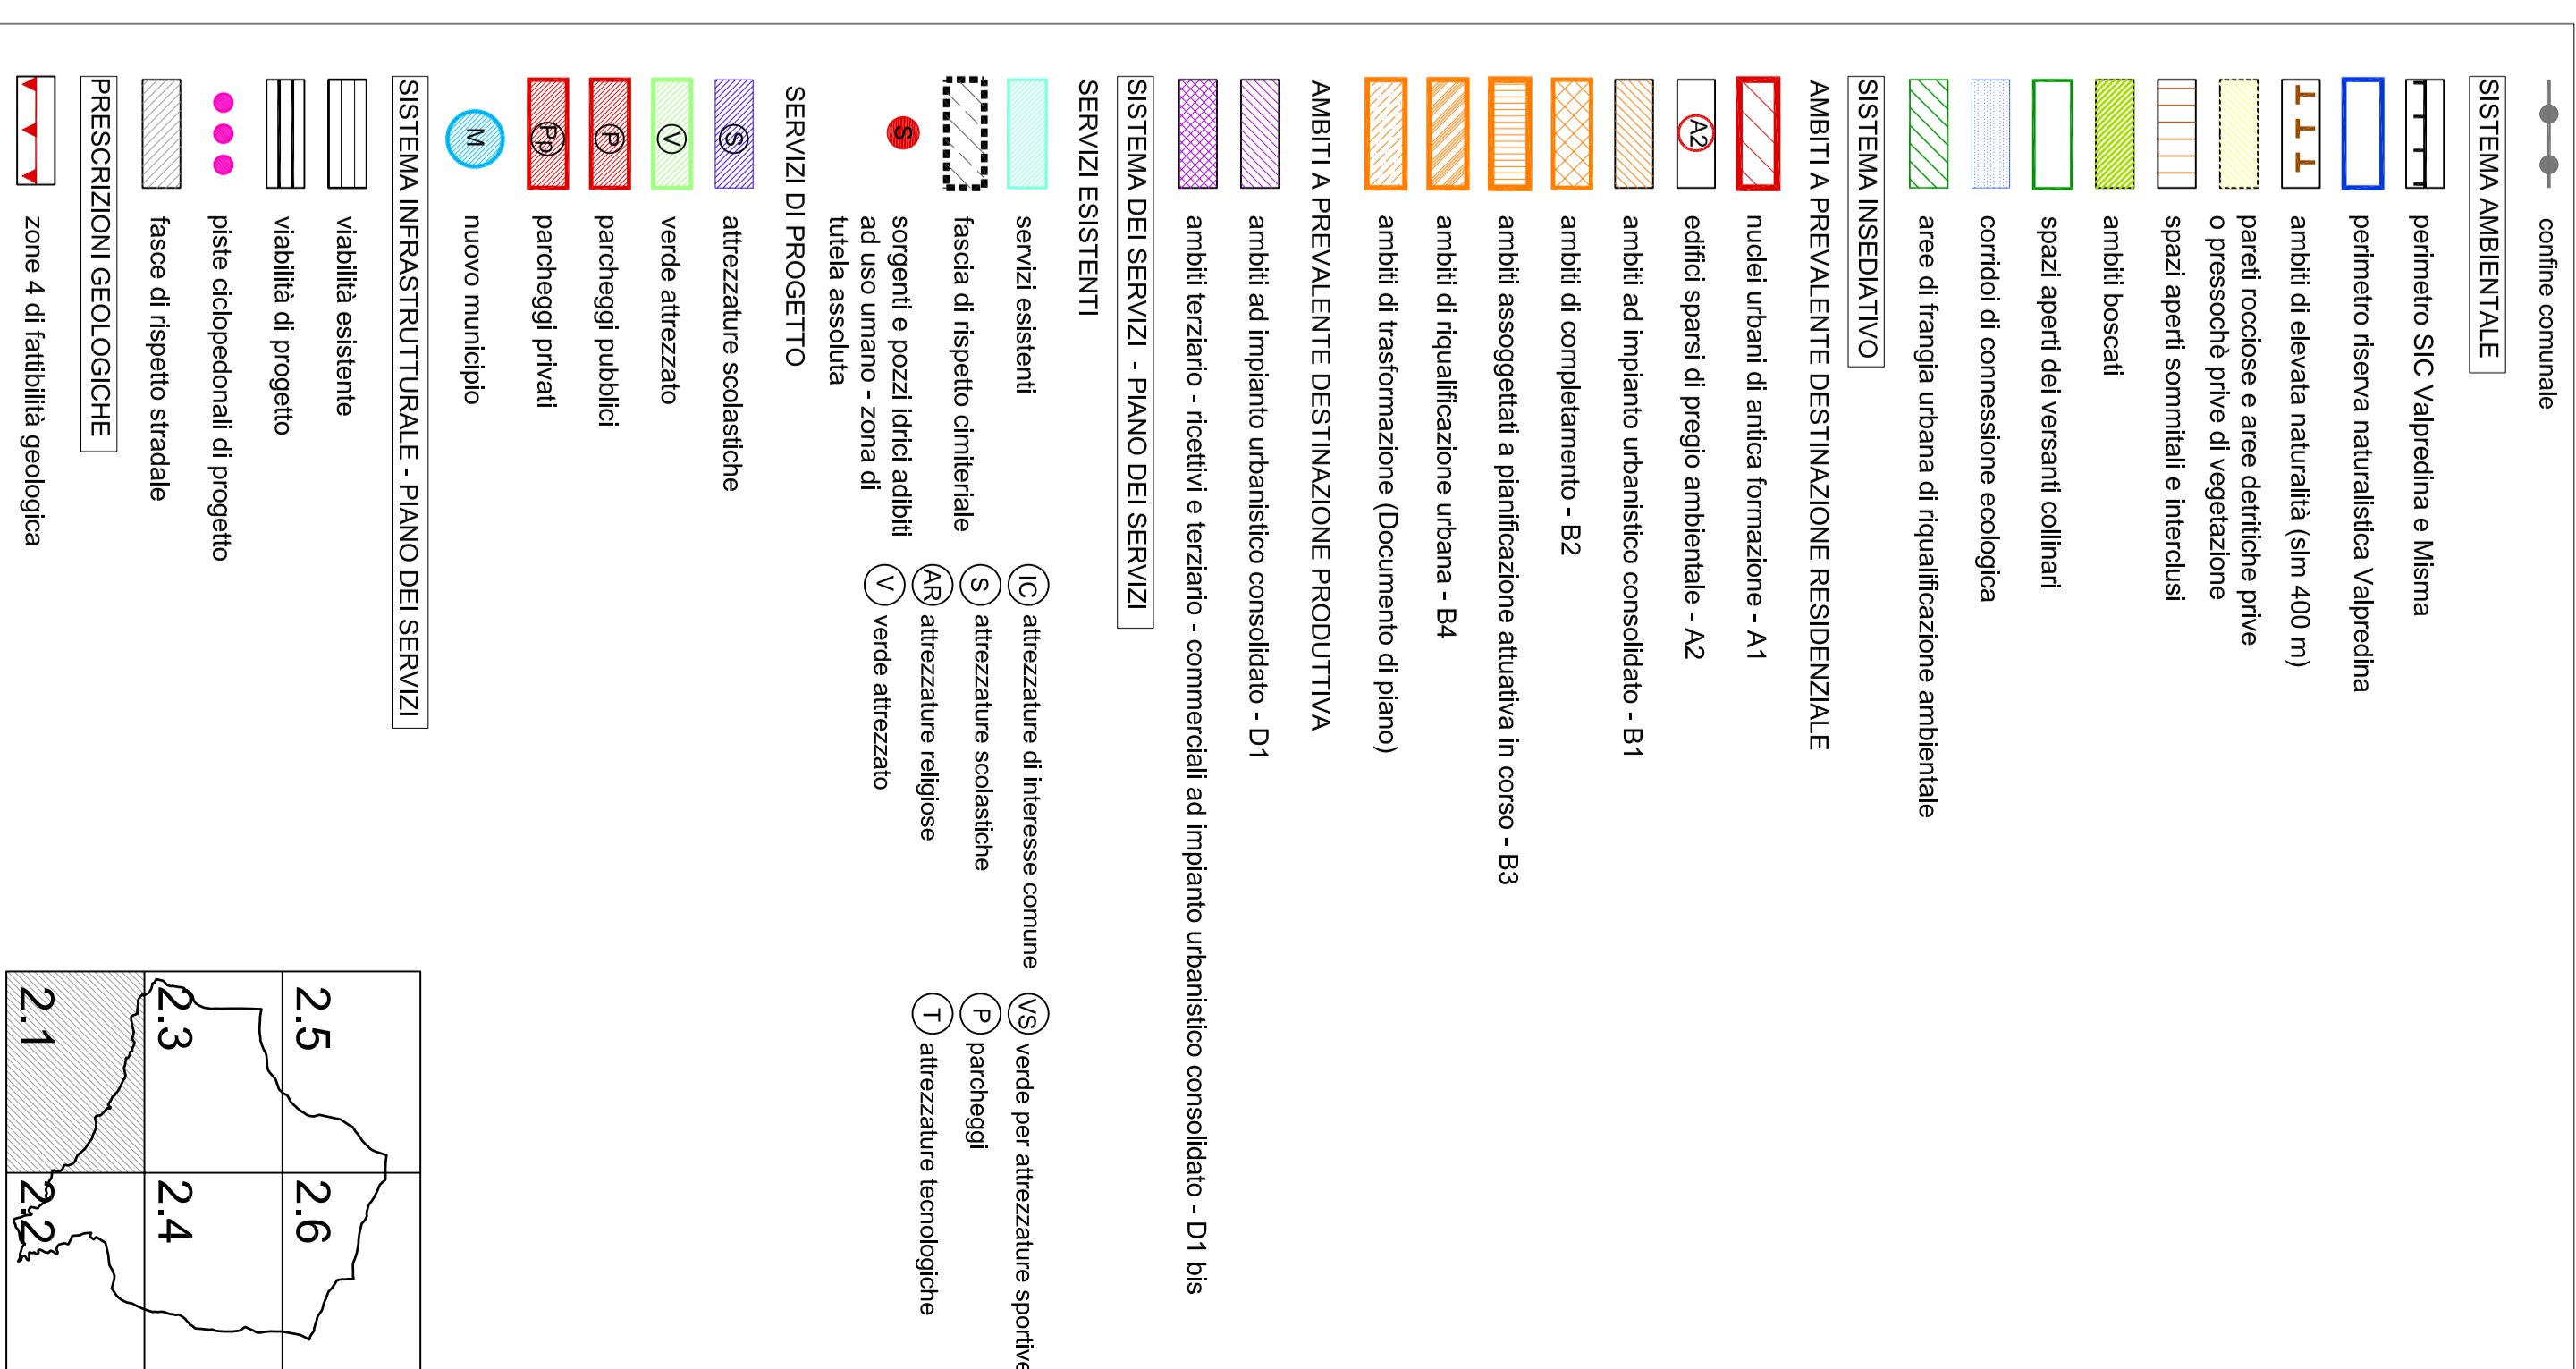 confine comunale
SISTEMA AMBIENTALE
perimetro SIC Valpredina e Misma
perimetro riserva naturalistica Valpredina
ambiti di elevata naturalità (slm 400 m)
pareti rocciose e aree detritiche prive
o pressochè prive di vegetazione
spazi aperti sommitali e interclusi
ambiti boscati
spazi aperti dei versanti collinari
corridoi di connessione ecologica
aree di frangia urbana di riqualificazione ambientale
SISTEMA INSEDIATIVO
AMBITI A PREVALENTE DESTINAZIONE RESIDENZIALE
nuclei urbani di antica formazione - A1
A2 edifici sparsi di pregio ambientale - A2
ambiti ad impianto urbanistico consolidato - B1
ambiti di completamento - B2
ambiti assoggettati a pianificazione attuativa in corso - B3
ambiti di riqualificazione urbana - B4
ambiti di trasformazione (Documento di piano)
AMBITI A PREVALENTE DESTINAZIONE PRODUTTIVA
ambiti ad impianto urbanistico consolidato - D1
ambiti terziario - ricettivi e terziario - commerciali ad impianto urbanistico consolidato - D1 bis
SISTEMA DEI SERVIZI - PIANO DEI SERVIZI
SERVIZI ESISTENTI
servizi esistenti
fascia di rispetto cimiteriale
S sorgenti e pozzi idrici adibiti
ad uso umano - zona di
tutela assoluta
IC attrezzature di interesse comune
S attrezzature scolastiche
AR attrezzature religiose
V verde attrezzato
VS verde per attrezzature sportive
P parcheggi
T attrezzature tecnologiche
SERVIZI DI PROGETTO
S attrezzature scolastiche
V verde attrezzato
P parcheggi pubblici
Pp parcheggi privati
M nuovo municipio
SISTEMA INFRASTRUTTURALE - PIANO DEI SERVIZI
viabilità esistente
viabilità di progetto
piste ciclopedonali di progetto
fasce di rispetto stradale
PRESCRIZIONI GEOLOGICHE
zone 4 di fattibilità geologica
2.5 2.6
2.3 2.4
2.1 2.2